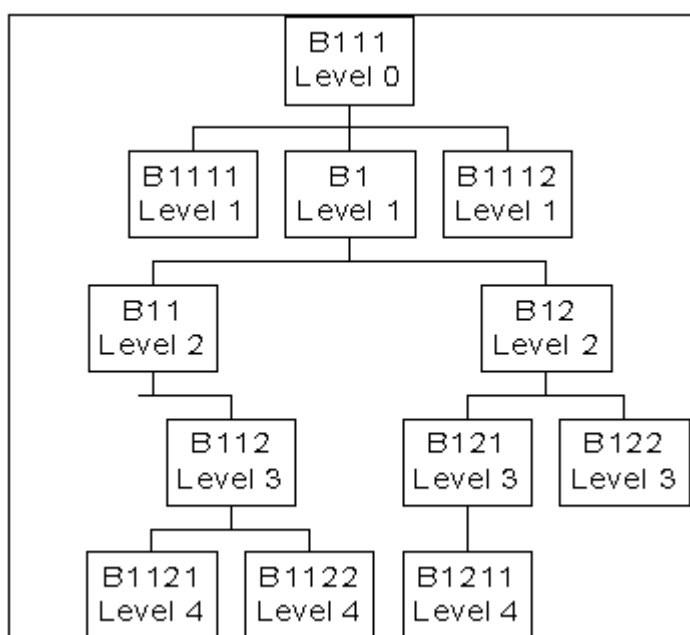 B111
Level 0
B1111
Level 1
B1
Level 1
B1112
Level 1
B11
Level 2
B12
Level 2
B112
Level 3
B121
Level 3
B122
Level 3
B1121
Level 4
B1122
Level 4
B1211
Level 4